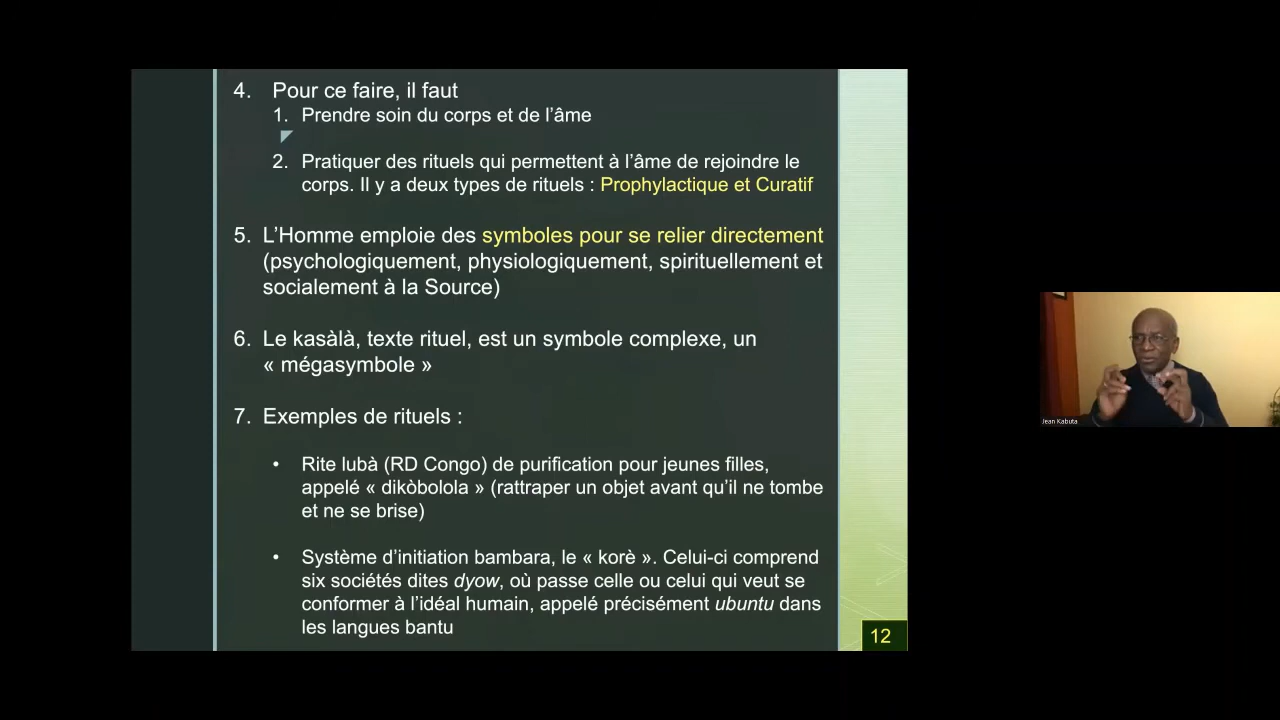 4. Pour ce faire, il faut
1. Prendre soin du corps et de l’âme
2. Pratiquer des rituels qui permettent à l’âme de rejoindre le
corps. Il y a deux types de rituels : Prophylactique et Curatif
5. L’Homme emploie des symboles pour se relier directement
(psychologiquement, physiologiquement, spirituellement et
socialement à la Source)
6. Le kasàlà, texte rituel, est un symbole complexe, un
« mégasymbole »
7. Exemples de rituels :
• Rite lubà (RD Congo) de purification pour jeunes filles,
appelé « dikòbolola » (rattraper un objet avant qu’il ne tombe
et ne se brise)
• Système d’initiation bambara, le « korè ». Celui-ci comprend
six sociétés dites dyow, où passe celle ou celui qui veut se
conformer à l’idéal humain, appelé précisément ubuntu dans
les langues bantu
12
Jean Kabuta